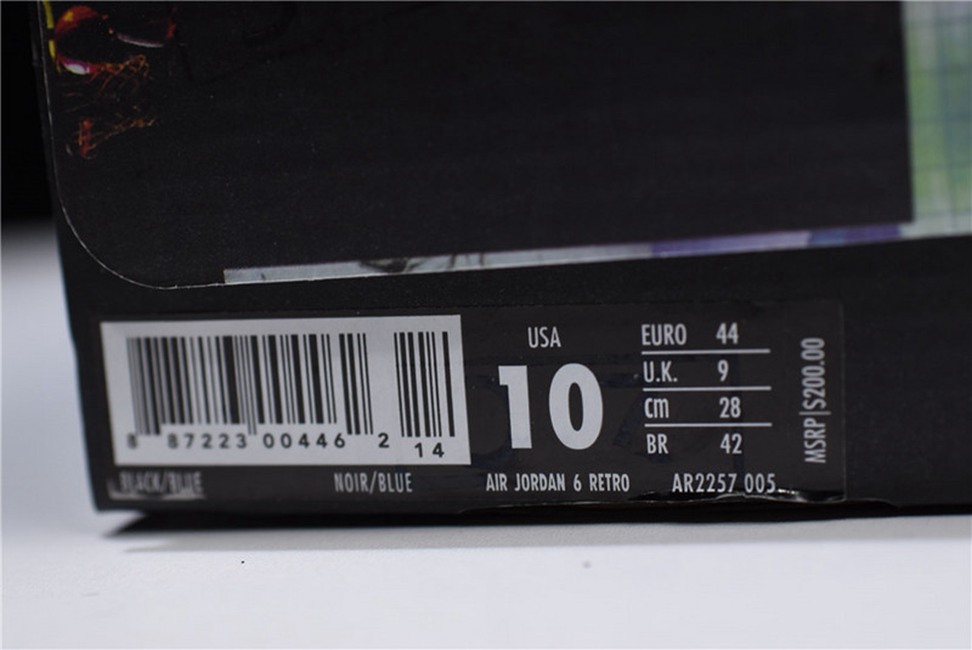 8 87223 00446 2 14
BLACK/BLUE NOIR/BLUE
USA
10
EURO 44
U.K. 9
cm 28
BR 42
AIR JORDAN 6 RETRO AR2257 005
MSRP|$200.00